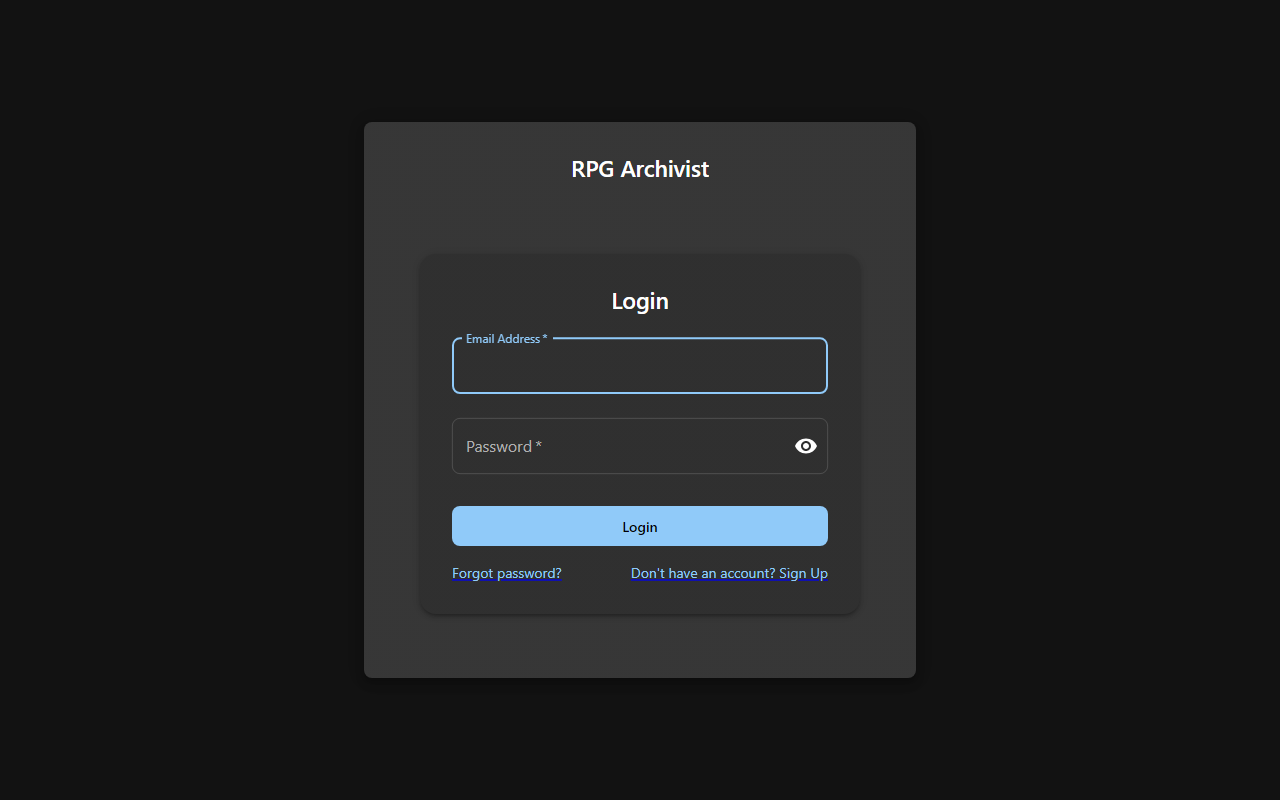 RPG Archivist
Login
Email Address *
Password *
Login
Forgot password?
Don't have an account? Sign Up